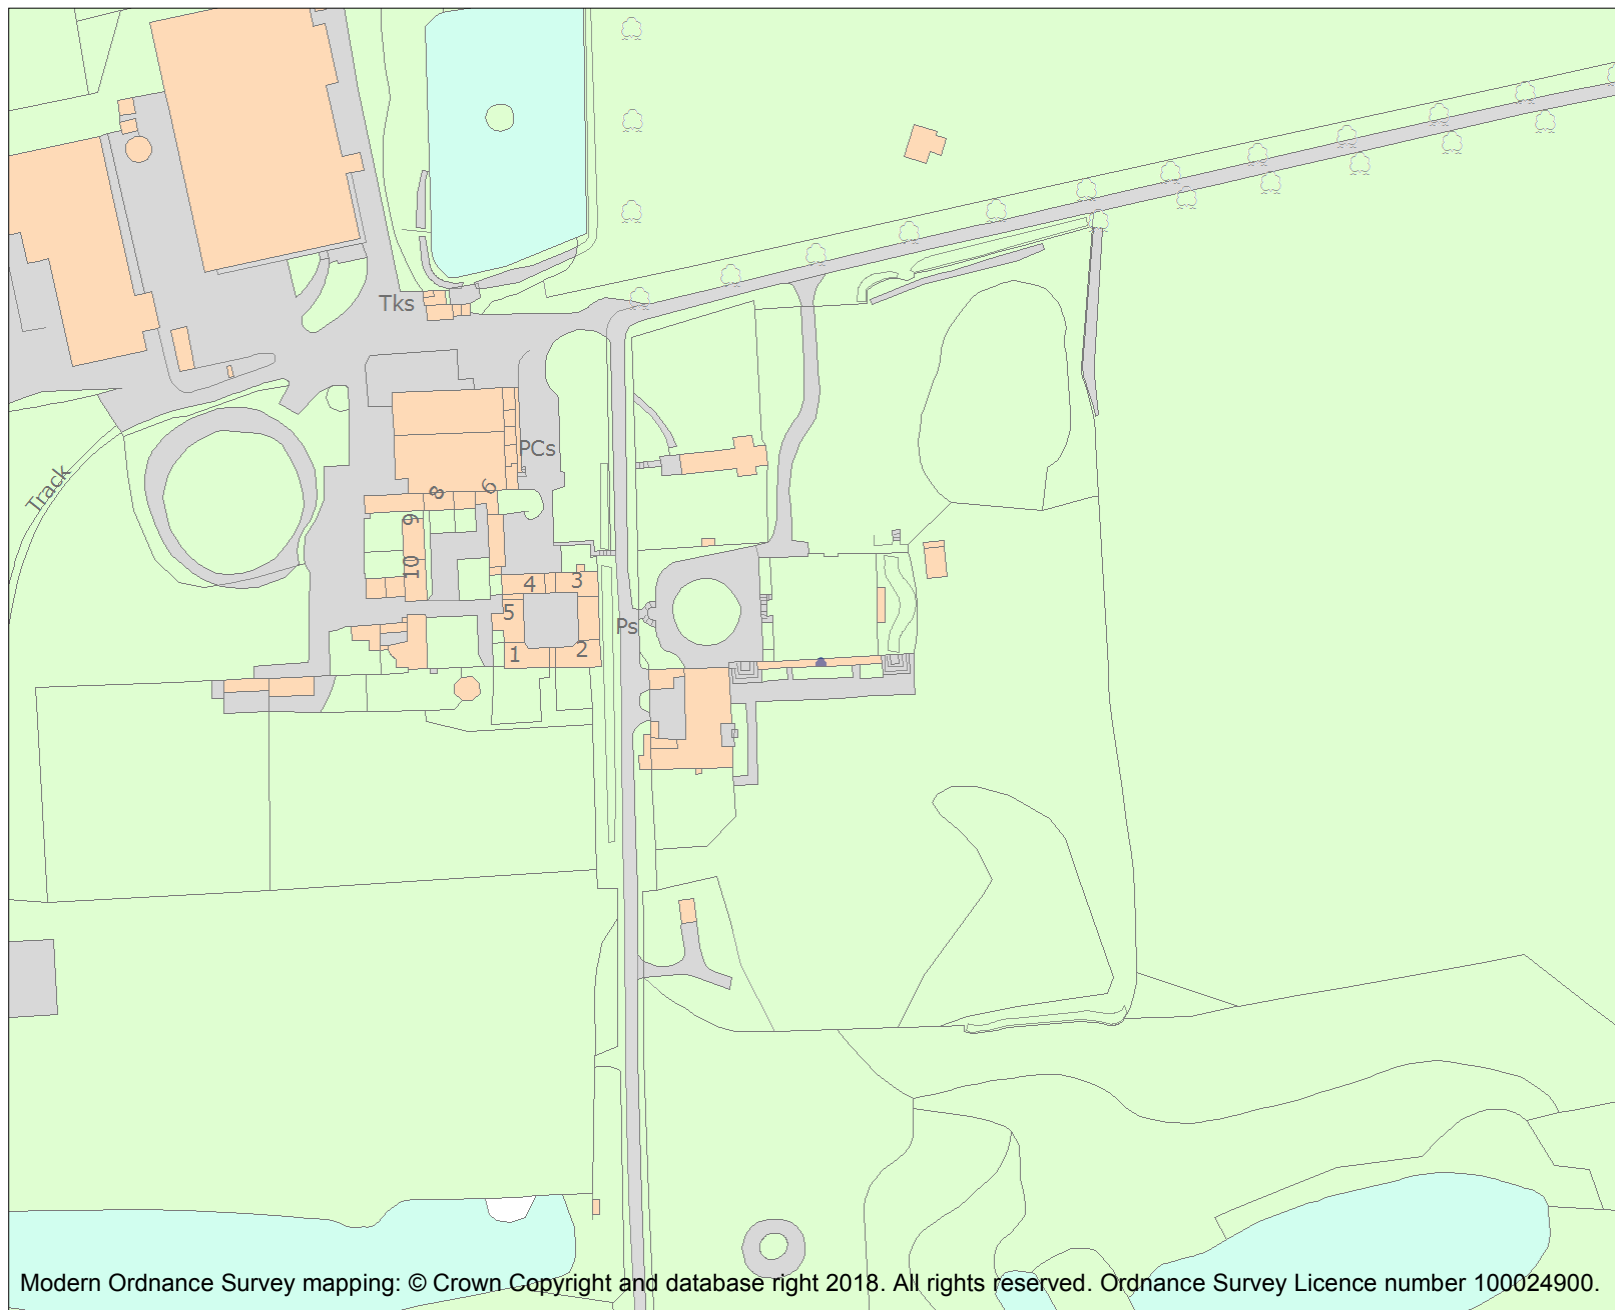 Tks
PCs
Track
8
6
9
10
4
3
5
Ps
1
2
Modern Ordnance Survey mapping: © Crown Copyright and database right 2018. All rights reserved. Ordnance Survey Licence number 100024900.